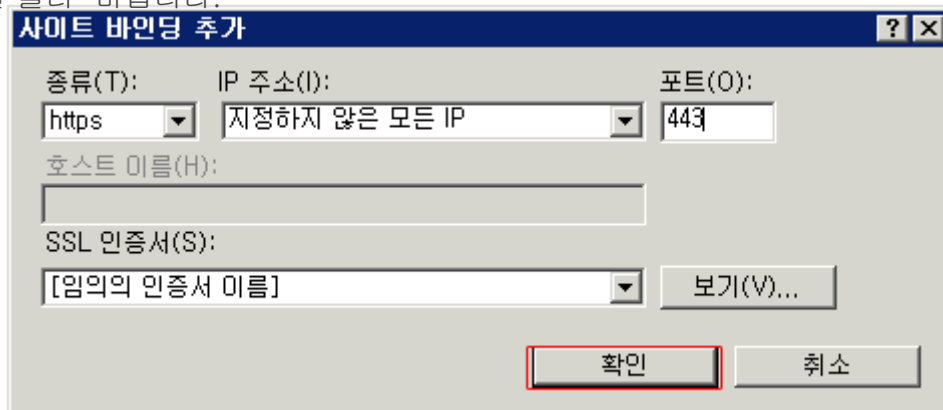 사이트 바인딩 추가
종류(T): IP 주소(I): 포트(O):
https 지정하지 않은 모든 IP 443
호스트 이름(H):
SSL 인증서(S):
[임의의 인증서 이름] 보기(V)...
확인 취소